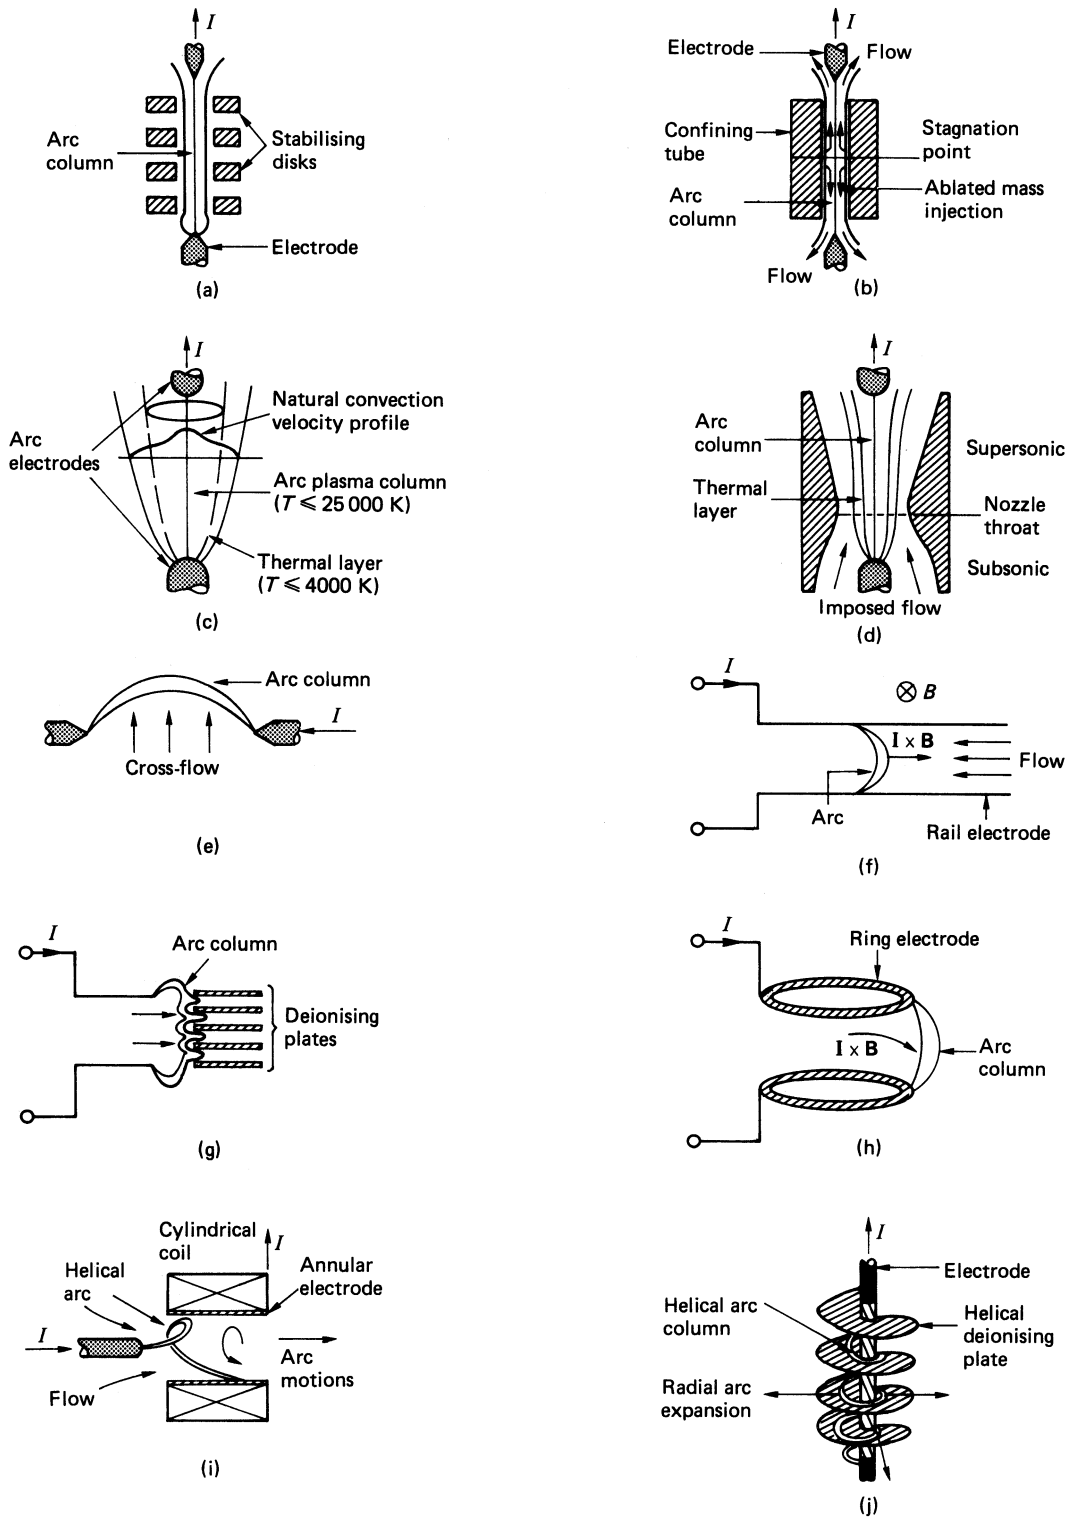 I
Arc
column
Stabilising
disks
Electrode
(a)
I
Electrode
Flow
Confining
tube
Stagnation
point
Arc
column
Ablated mass
injection
Flow
(b)
I
Natural convection
velocity profile
Arc
electrodes
Arc plasma column
(T ⩽ 25 000 K)
Thermal layer
(T ⩽ 4000 K)
(c)
I
Arc
column
Supersonic
Thermal
layer
Nozzle
throat
Subsonic
Imposed flow
(d)
Arc column
I
Cross-flow
(e)
I
B
I x B
Flow
Arc
Rail electrode
(f)
I
Arc column
Deionising
plates
(g)
I
Ring electrode
I x B
Arc
column
(h)
Cylindrical
coil
I
Helical
arc
Annular
electrode
I
Arc
motions
Flow
(i)
I
Electrode
Helical arc
column
Helical
deionising
plate
Radial arc
expansion
(j)